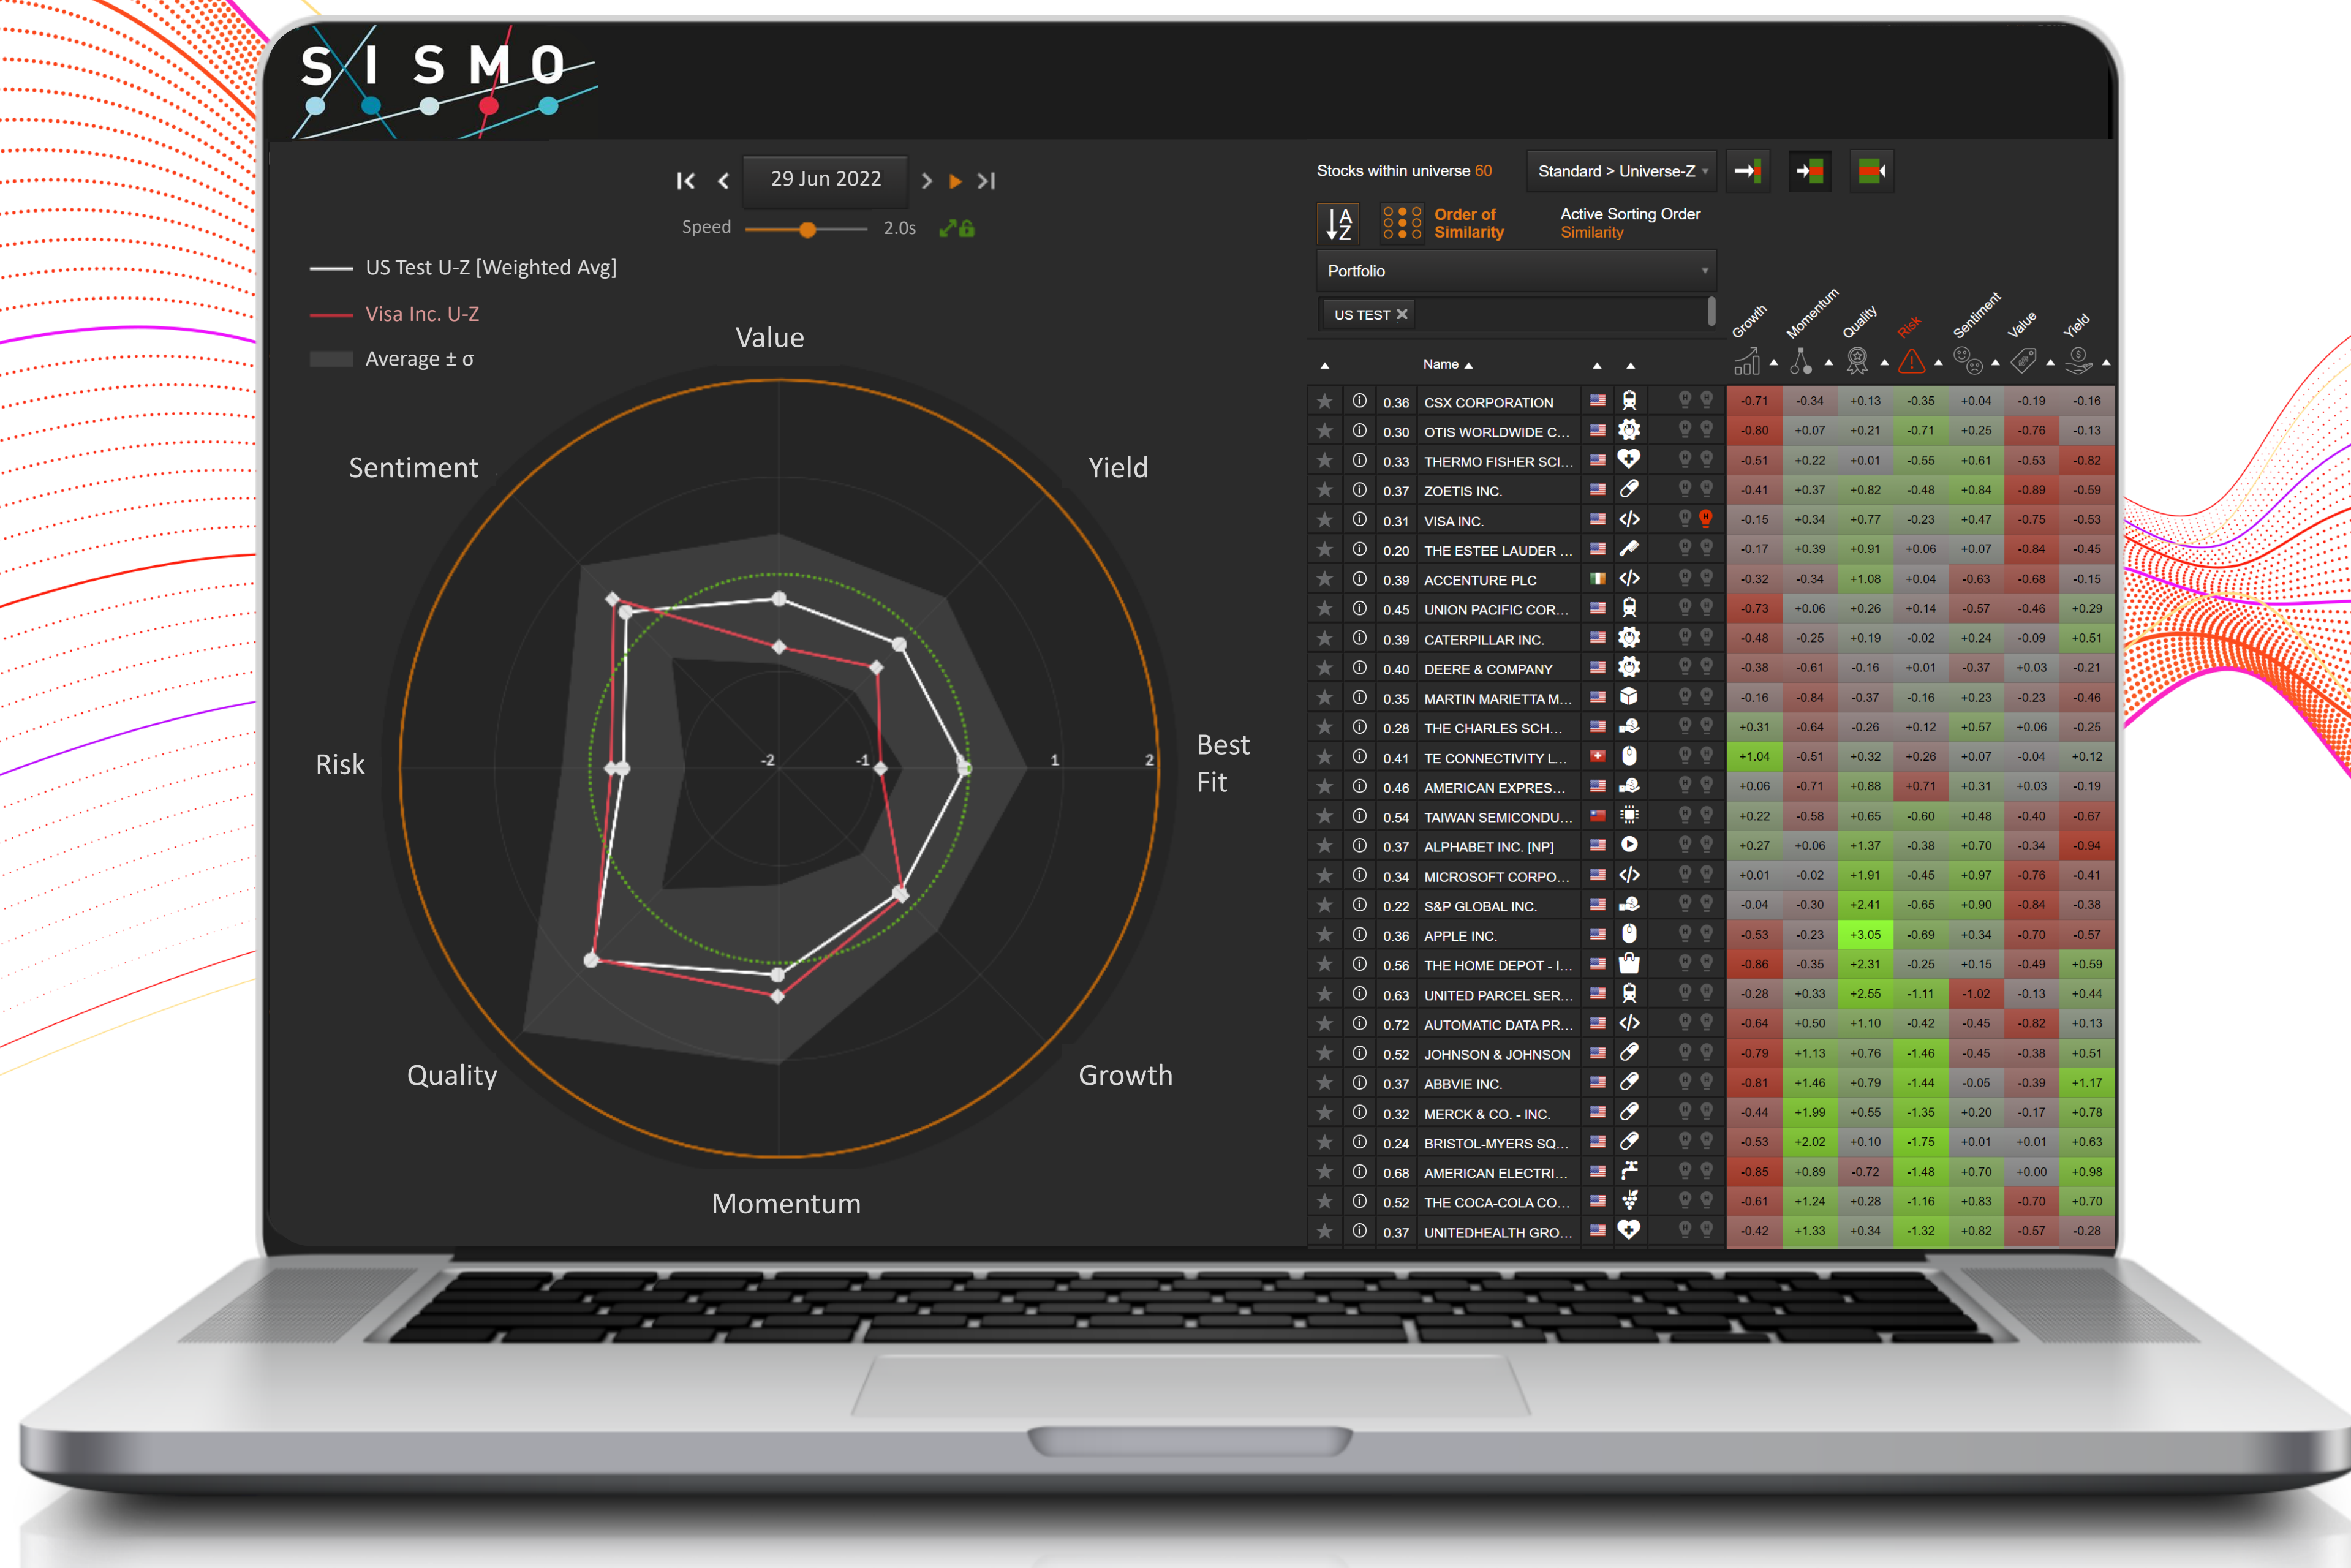 SISMO
29 Jun 2022
Speed 2.0s
US Test U-Z [Weighted Avg]
Visa Inc. U-Z
Average ± σ
Value
Sentiment
Yield
Risk
-2 -1 0 1 2
Best
Fit
Quality
Growth
Momentum
Stocks within universe 60
Standard > Universe-Z
A
Z
Order of
Similarity
Active Sorting Order
Similarity
Portfolio
US TEST
Growth Momentum Quality Risk Sentiment Value Yield
Name
0.36 CSX CORPORATION -0.71 -0.34 +0.13 -0.35 +0.04 -0.19 -0.16
0.30 OTIS WORLDWIDE C... -0.80 +0.07 +0.21 -0.71 +0.25 -0.76 -0.13
0.33 THERMO FISHER SCI... -0.51 +0.22 +0.01 -0.55 +0.61 -0.53 -0.82
0.37 ZOETIS INC. -0.41 +0.37 +0.82 -0.48 +0.84 -0.89 -0.59
0.31 VISA INC. -0.15 +0.34 +0.77 -0.23 +0.47 -0.75 -0.53
0.20 THE ESTEE LAUDER ... -0.17 +0.39 +0.91 +0.06 +0.07 -0.84 -0.45
0.39 ACCENTURE PLC -0.32 -0.34 +1.08 +0.04 -0.63 -0.68 -0.15
0.45 UNION PACIFIC COR... -0.73 +0.06 +0.26 +0.14 -0.57 -0.46 +0.29
0.39 CATERPILLAR INC. -0.48 -0.25 +0.19 -0.02 +0.24 -0.09 +0.51
0.40 DEERE & COMPANY -0.38 -0.61 -0.16 +0.01 -0.37 +0.03 -0.21
0.35 MARTIN MARIETTA M... -0.16 -0.84 -0.37 -0.16 +0.23 -0.23 -0.46
0.28 THE CHARLES SCH... +0.31 -0.64 -0.26 +0.12 +0.57 +0.06 -0.25
0.41 TE CONNECTIVITY L... +1.04 -0.51 +0.32 +0.26 +0.07 -0.04 +0.12
0.46 AMERICAN EXPRES... +0.06 -0.71 +0.88 +0.71 +0.31 +0.03 -0.19
0.54 TAIWAN SEMICONDU... +0.22 -0.58 +0.65 -0.60 +0.48 -0.40 -0.67
0.37 ALPHABET INC. [NP] +0.27 +0.06 +1.37 -0.38 +0.70 -0.34 -0.94
0.34 MICROSOFT CORPO... +0.01 -0.02 +1.91 -0.45 +0.97 -0.76 -0.41
0.22 S&P GLOBAL INC. -0.04 -0.30 +2.41 -0.65 +0.90 -0.84 -0.38
0.36 APPLE INC. -0.53 -0.23 +3.05 -0.69 +0.34 -0.70 -0.57
0.56 THE HOME DEPOT - I... -0.86 -0.35 +2.31 -0.25 +0.15 -0.49 +0.59
0.63 UNITED PARCEL SER... -0.28 +0.33 +2.55 -1.11 -1.02 -0.13 +0.44
0.72 AUTOMATIC DATA PR... -0.64 +0.50 +1.10 -0.42 -0.45 -0.82 +0.13
0.52 JOHNSON & JOHNSON -0.79 +1.13 +0.76 -1.46 -0.45 -0.38 +0.51
0.37 ABBVIE INC. -0.81 +1.46 +0.79 -1.44 -0.05 -0.39 +1.17
0.32 MERCK & CO. - INC. -0.44 +1.99 +0.55 -1.35 +0.20 -0.17 +0.78
0.24 BRISTOL-MYERS SQ... -0.53 +2.02 +0.10 -1.75 +0.01 +0.01 +0.63
0.68 AMERICAN ELECTRI... -0.85 +0.89 -0.72 -1.48 +0.70 +0.00 +0.98
0.52 THE COCA-COLA CO... -0.61 +1.24 +0.28 -1.16 +0.83 -0.70 +0.70
0.37 UNITEDHEALTH GRO... -0.42 +1.33 +0.34 -1.32 +0.82 -0.57 -0.28